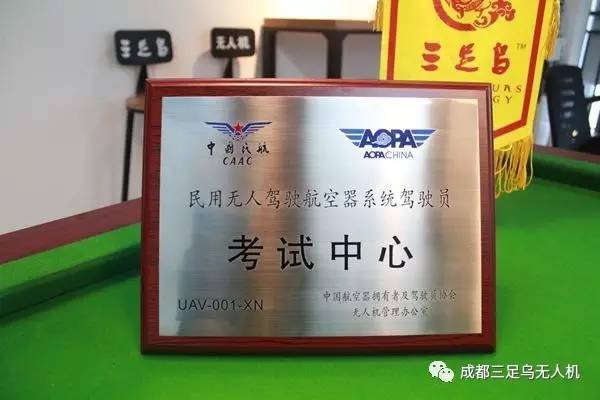 三足乌
无人机
三足乌™
中国民航
CAAC
AOPA
AOPA CHINA
民用无人驾驶航空器系统驾驶员
考试中心
UAV-001-XN
中国航空器拥有者及驾驶员协会
无人机管理办公室
成都三足乌无人机